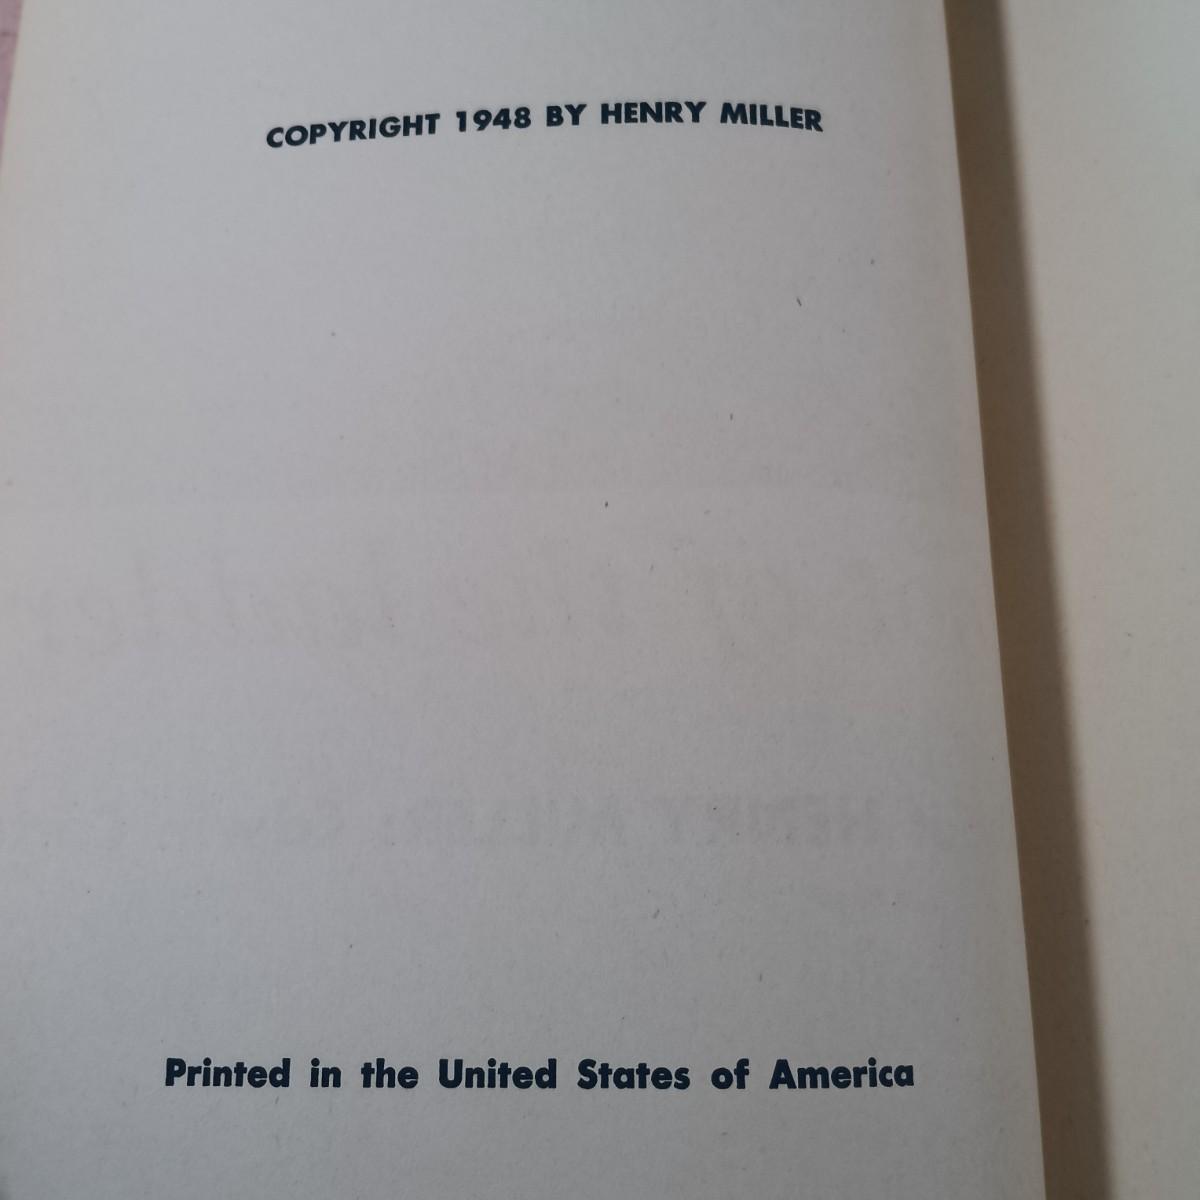 COPYRIGHT 1948 BY HENRY MILLER
Printed in the United States of America